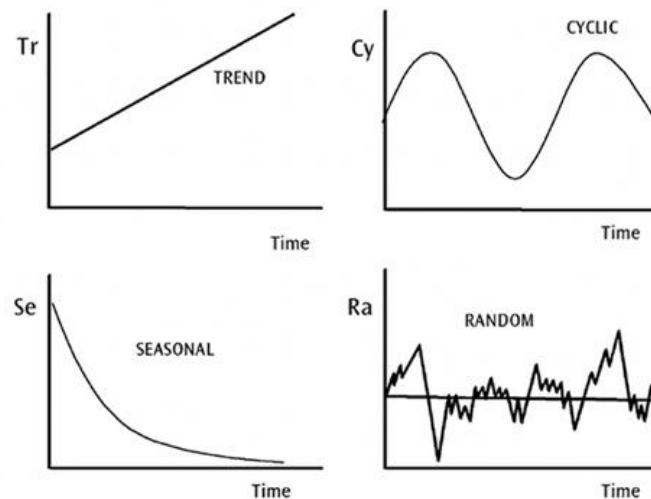 Tr
TREND
Time
Cy
CYCLIC
Time
Se
SEASONAL
Time
Ra
RANDOM
Time